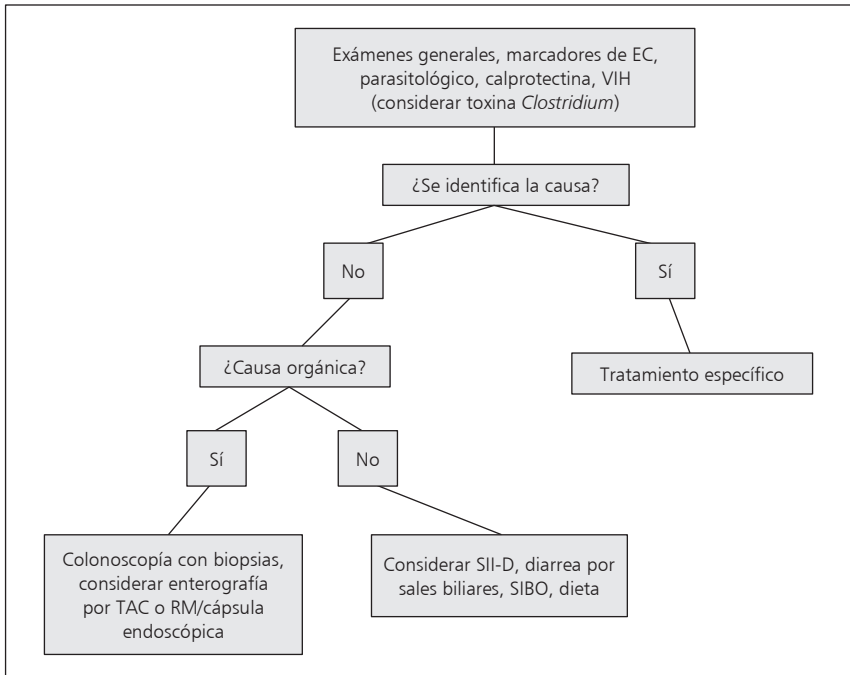 Exámenes generales, marcadores de EC,
parasitológico, calprotectina, VIH
(considerar toxina Clostridium)
¿Se identifica la causa?
No
Sí
¿Causa orgánica?
Tratamiento específico
Sí
No
Colonoscopía con biopsias,
considerar enterografía
por TAC o RM/cápsula
endoscópica
Considerar SII-D, diarrea por
sales biliares, SIBO, dieta